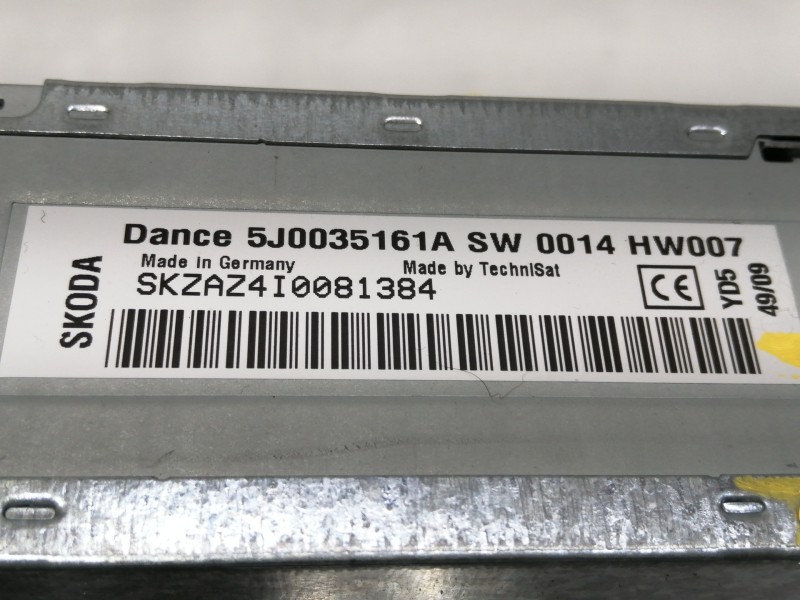 Dance 5J0035161A SW 0014 HW007
Made in Germany Made by TechniSat
SKZAZ4I0081384
SKODA
CE
YD5
49/09